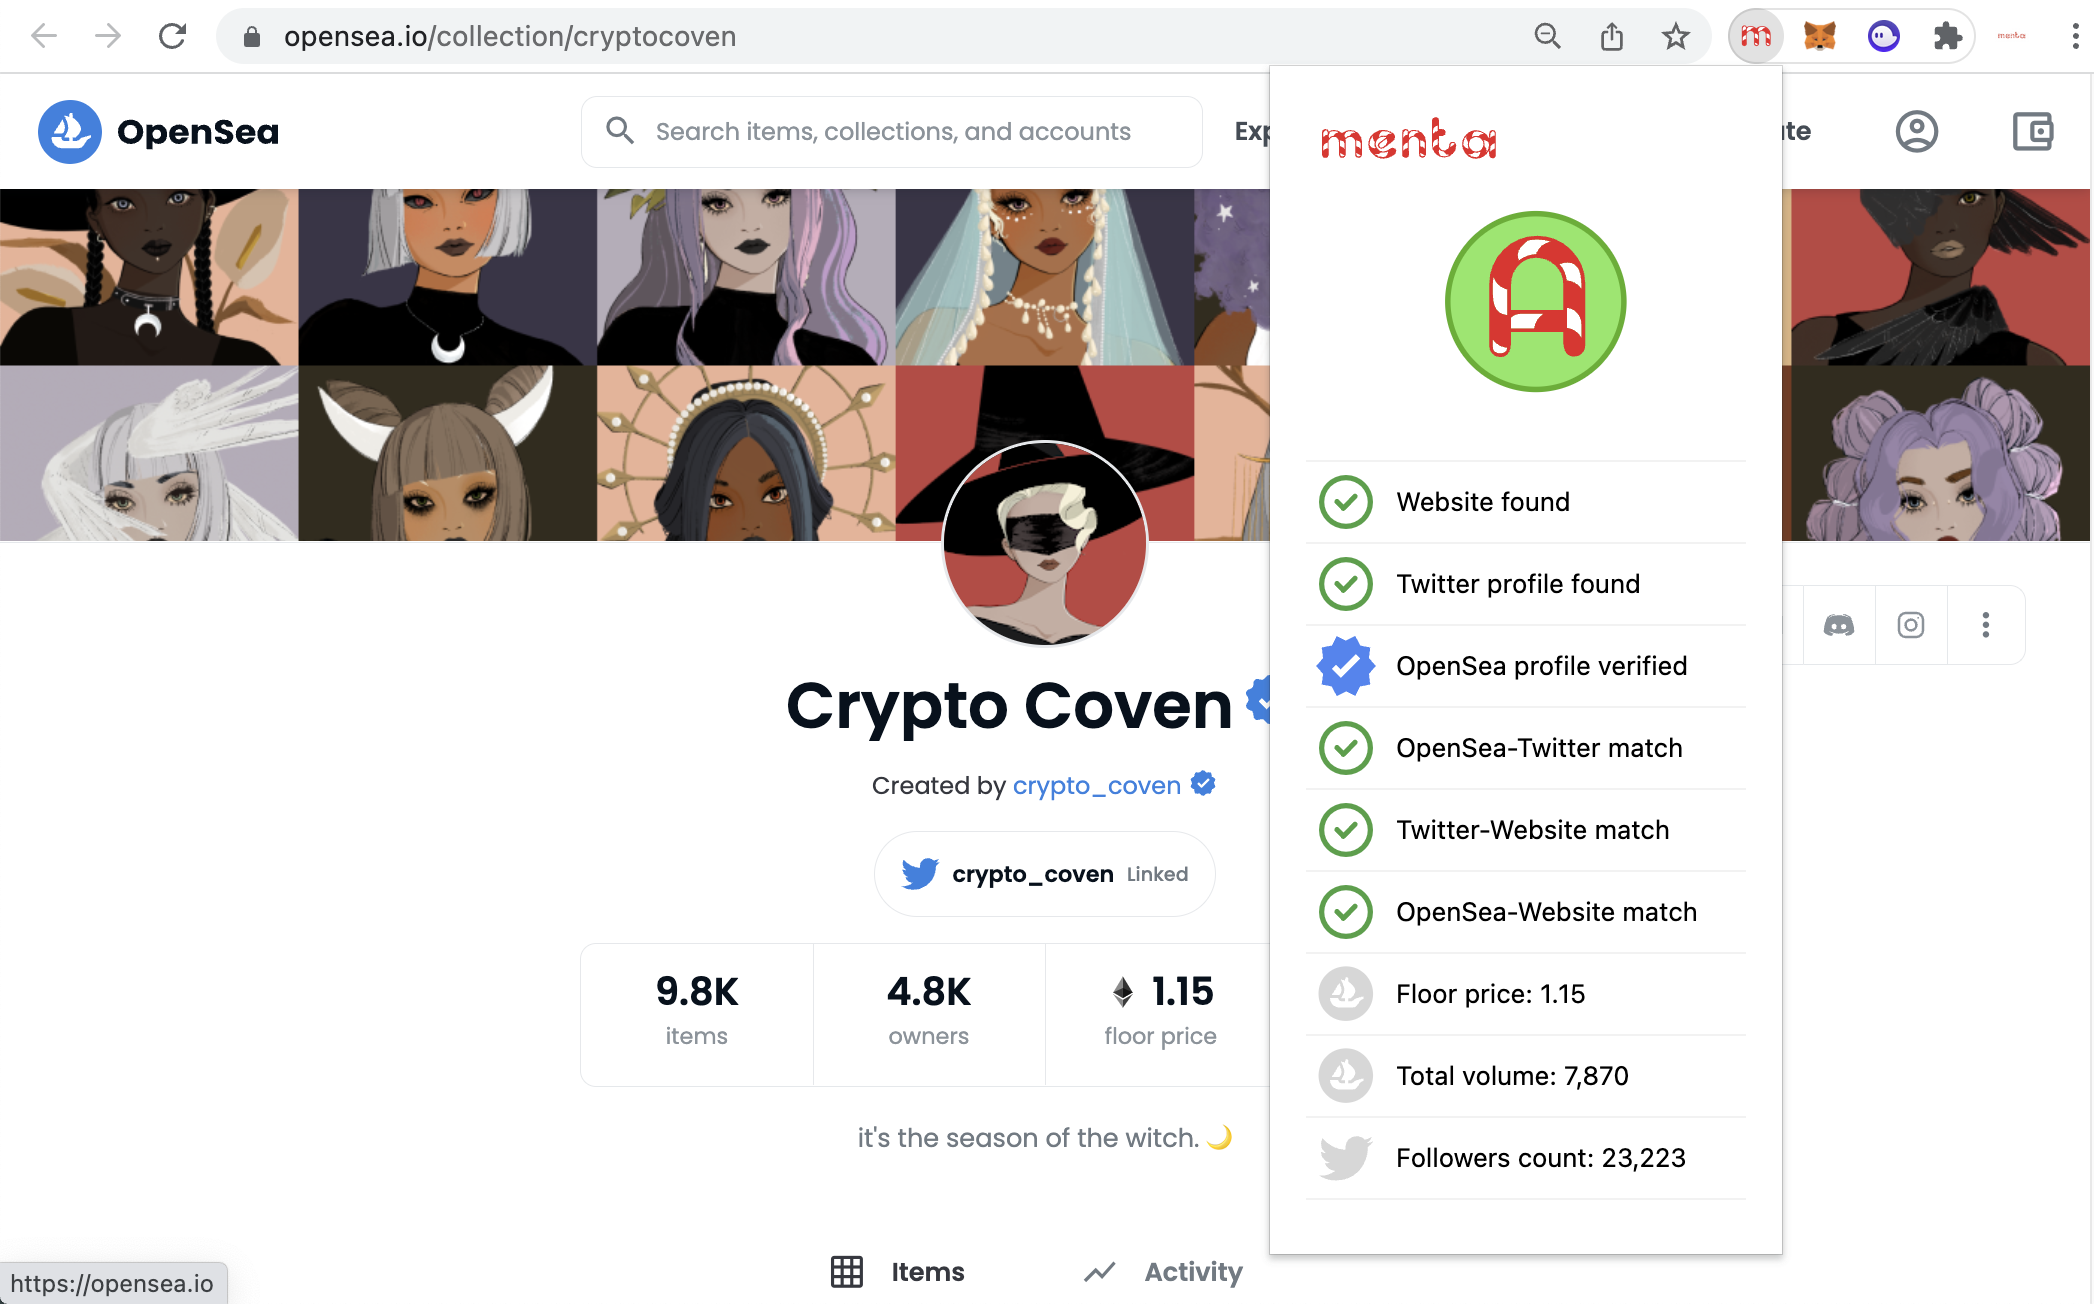 opensea.io/collection/cryptocoven
m
menta
OpenSea
Search items, collections, and accounts
menta
A
Website found
Twitter profile found
OpenSea profile verified
OpenSea-Twitter match
Twitter-Website match
OpenSea-Website match
Floor price: 1.15
Total volume: 7,870
Followers count: 23,223
Crypto Coven
Created by crypto_coven
crypto_coven Linked
9.8K
items
4.8K
owners
1.15
floor price
it's the season of the witch. 🌙
Items
Activity
https://opensea.io